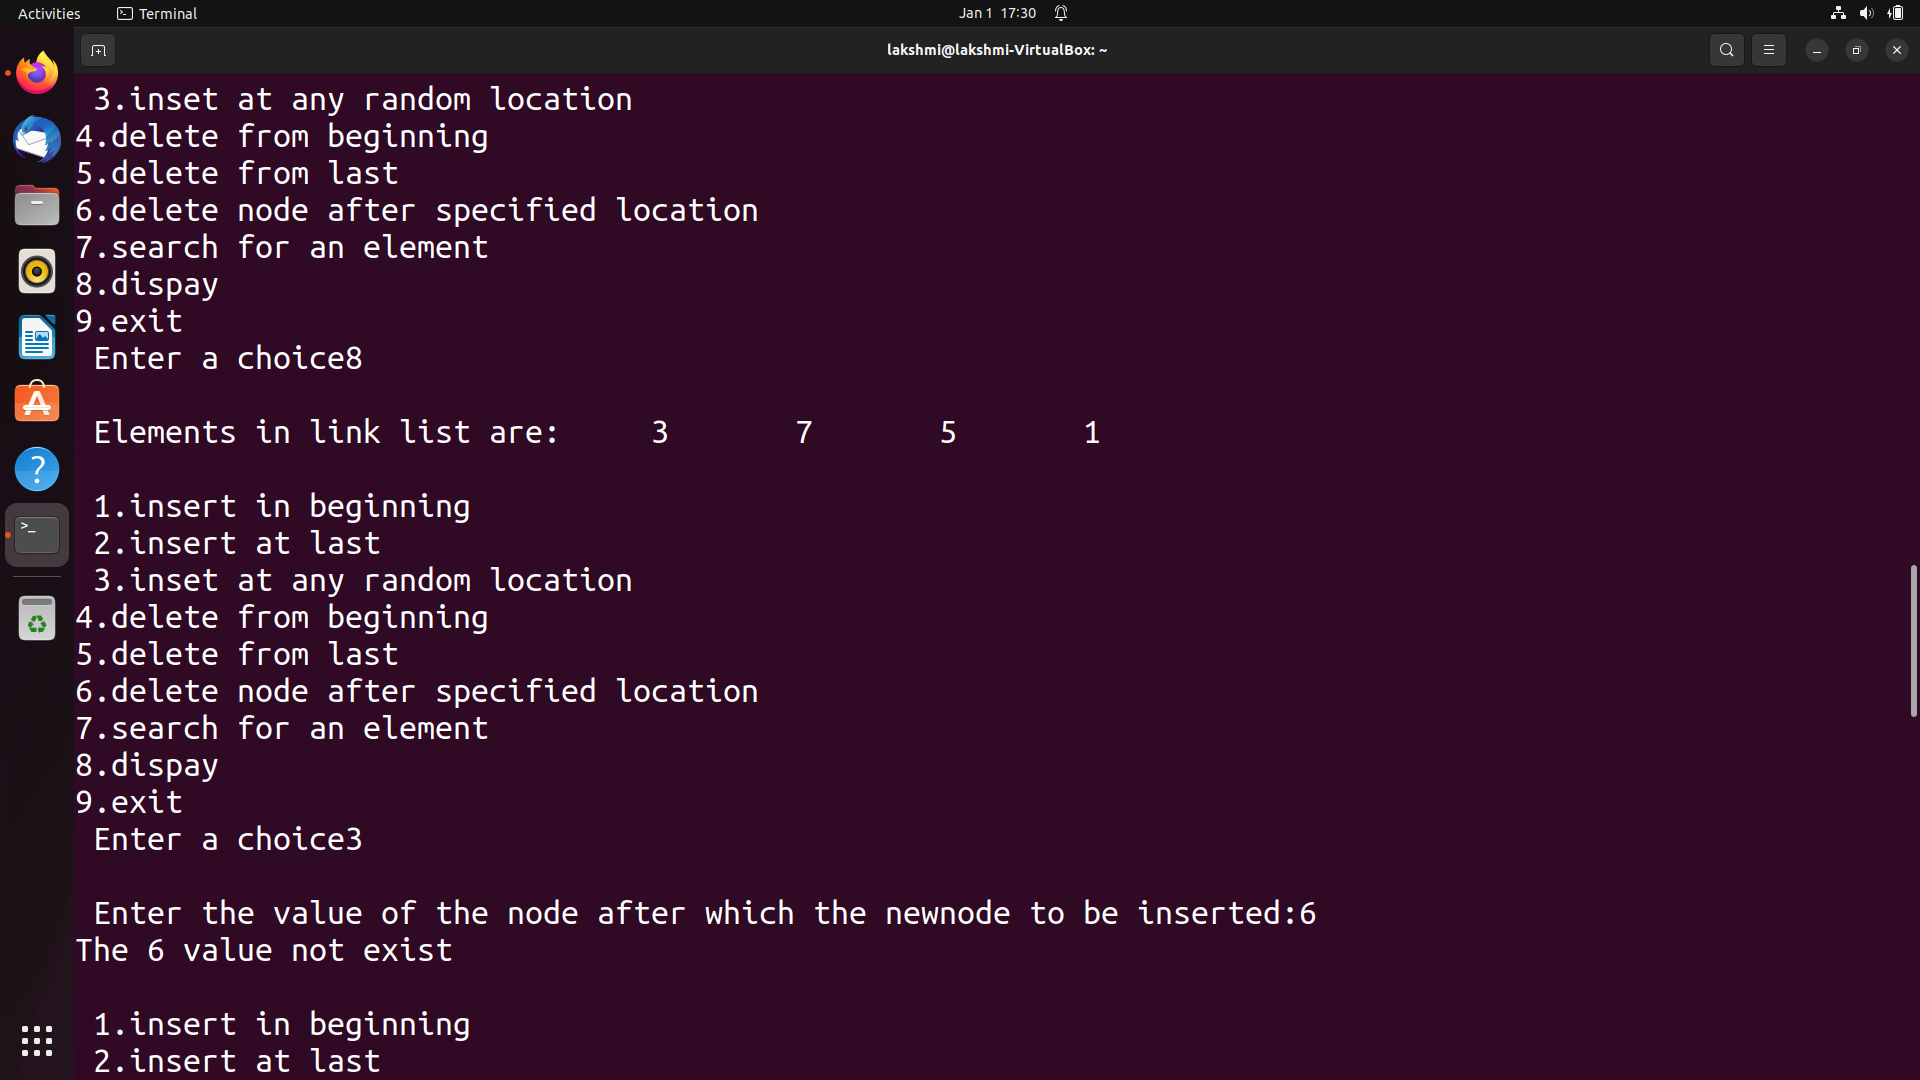 Activities
Terminal
Jan 1 17:30
lakshmi@lakshmi-VirtualBox: ~
3.inset at any random location
4.delete from beginning
5.delete from last
6.delete node after specified location
7.search for an element
8.dispay
9.exit
Enter a choice8
Elements in link list are: 3 7 5 1
1.insert in beginning
2.insert at last
3.inset at any random location
4.delete from beginning
5.delete from last
6.delete node after specified location
7.search for an element
8.dispay
9.exit
Enter a choice3
Enter the value of the node after which the newnode to be inserted:6
The 6 value not exist
1.insert in beginning
2.insert at last